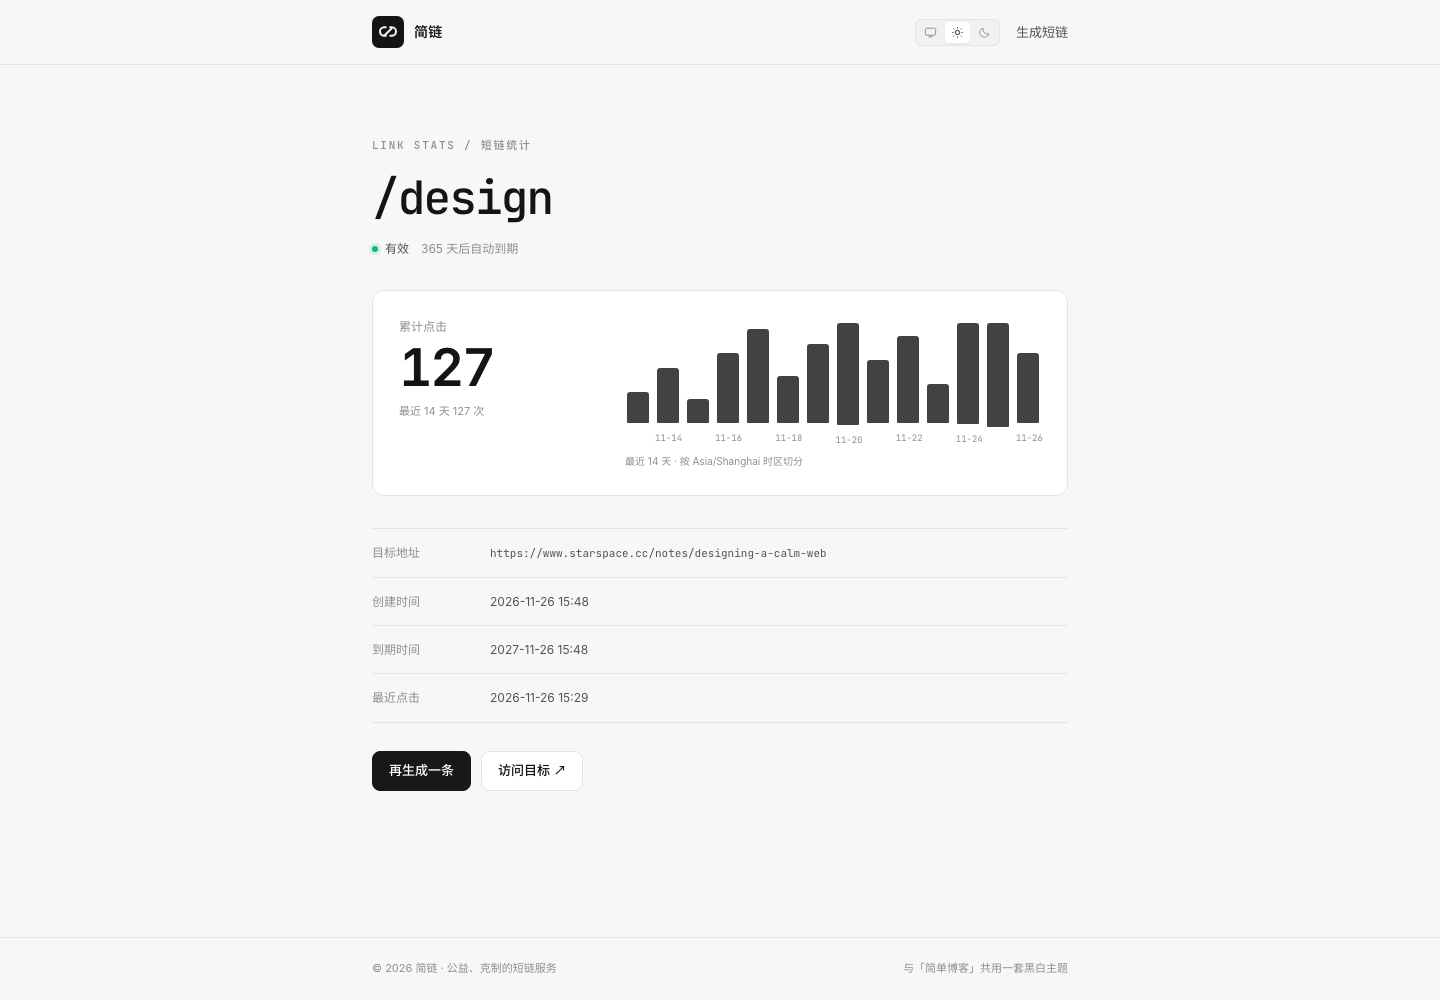 简链
生成短链
LINK STATS / 短链统计
/design
有效 365 天后自动到期
累计点击
127
最近 14 天 127 次
11-14 11-16 11-18 11-20 11-22 11-24 11-26
最近 14 天 · 按 Asia/Shanghai 时区切分
目标地址 https://www.starspace.cc/notes/designing-a-calm-web
创建时间 2026-11-26 15:48
到期时间 2027-11-26 15:48
最近点击 2026-11-26 15:29
再生成一条 访问目标 ↗
© 2026 简链 · 公益、克制的短链服务
与「简单博客」共用一套黑白主题